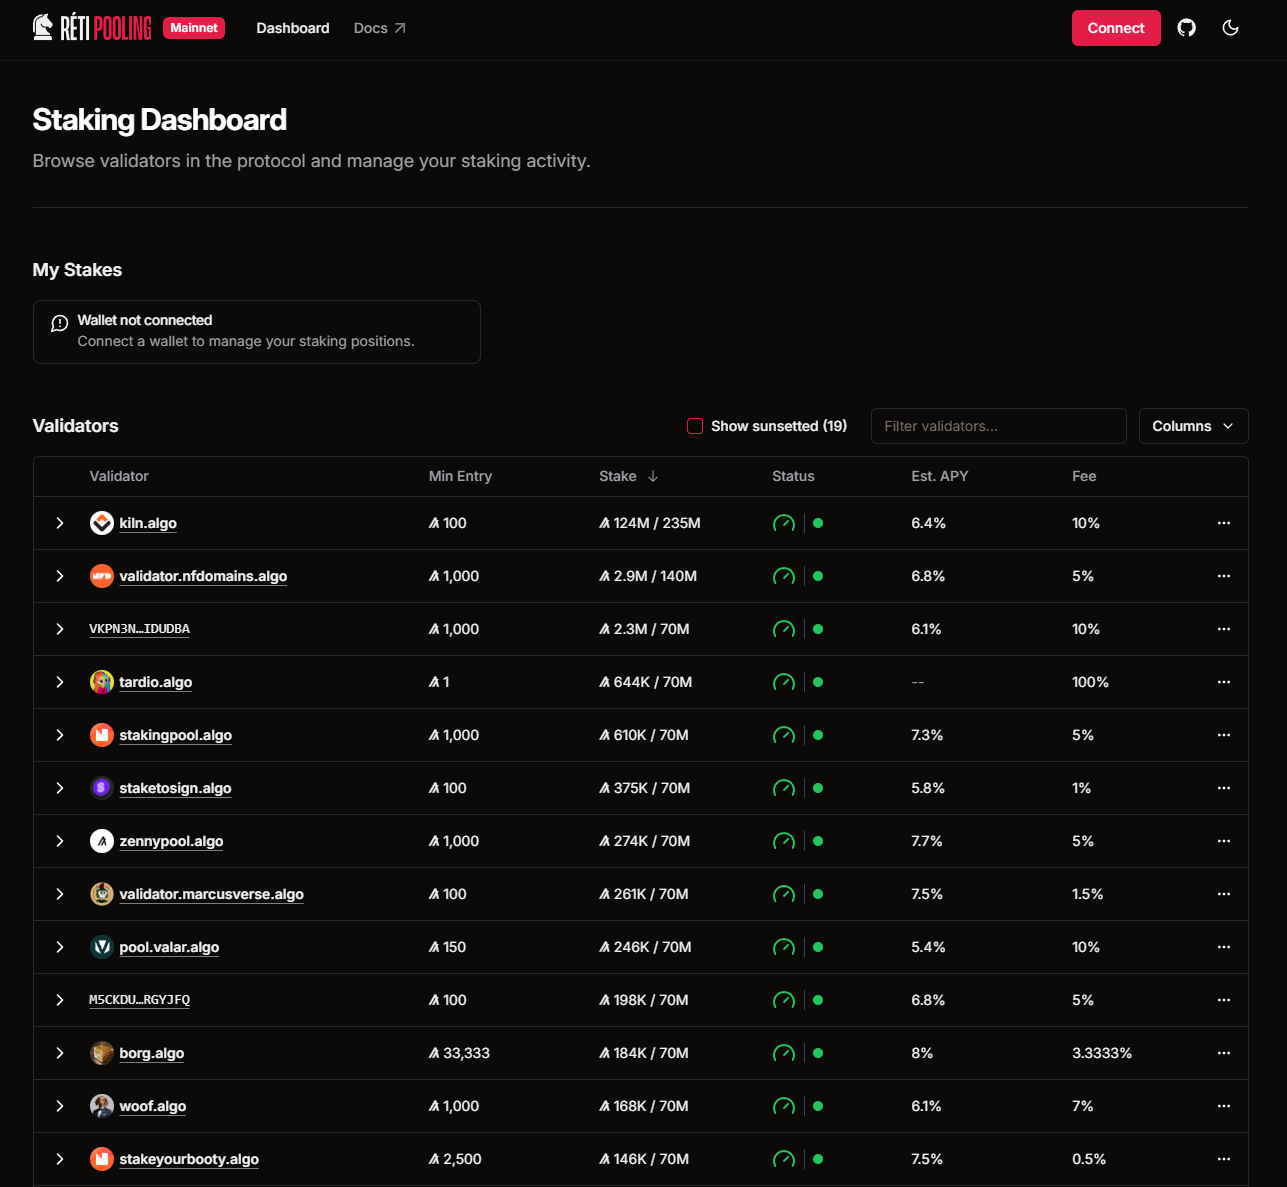 RÉTI POOLING Mainnet Dashboard Docs Connect
Staking Dashboard
Browse validators in the protocol and manage your staking activity.
My Stakes
Wallet not connected
Connect a wallet to manage your staking positions.
Validators Show sunsetted (19) Filter validators... Columns
Validator Min Entry Stake Status Est. APY Fee
kiln.algo 100 124M / 235M 6.4% 10%
validator.nfdomains.algo 1,000 2.9M / 140M 6.8% 5%
VKPN3N…IDUDBA 1,000 2.3M / 70M 6.1% 10%
tardio.algo 1 644K / 70M -- 100%
stakingpool.algo 1,000 610K / 70M 7.3% 5%
staketosign.algo 100 375K / 70M 5.8% 1%
zennypool.algo 1,000 274K / 70M 7.7% 5%
validator.marcusverse.algo 100 261K / 70M 7.5% 1.5%
pool.valar.algo 150 246K / 70M 5.4% 10%
M5CKDU…RGYJFQ 100 198K / 70M 6.8% 5%
borg.algo 33,333 184K / 70M 8% 3.3333%
woof.algo 1,000 168K / 70M 6.1% 7%
stakeyourbooty.algo 2,500 146K / 70M 7.5% 0.5%